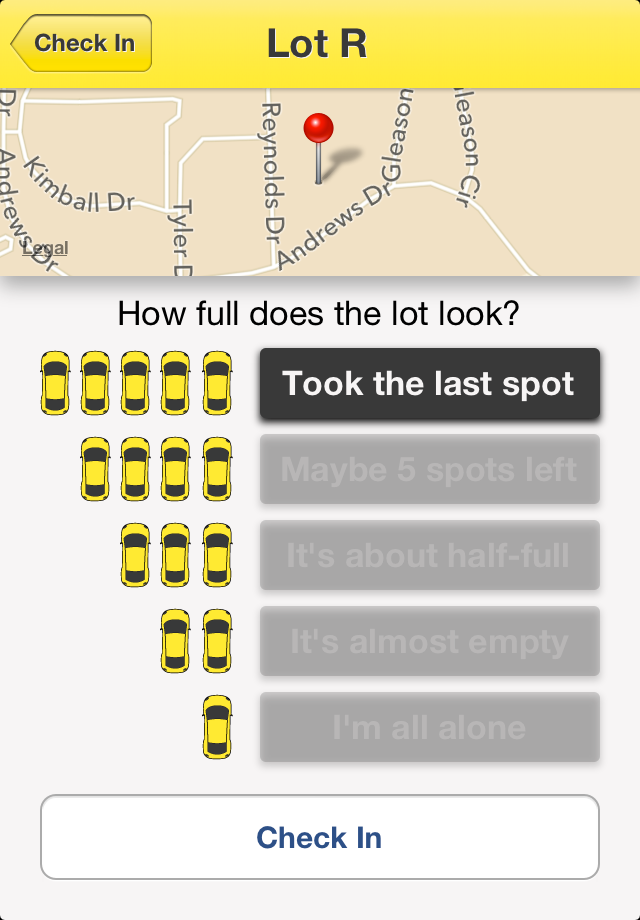 Check In
Lot R
Dr
Andrews Dr
Kimball Dr
Tyler D
Reynolds Dr
Andrews Dr
Gleason
leason Cir
Legal
How full does the lot look?
Took the last spot
Maybe 5 spots left
It's about half-full
It's almost empty
I'm all alone
Check In